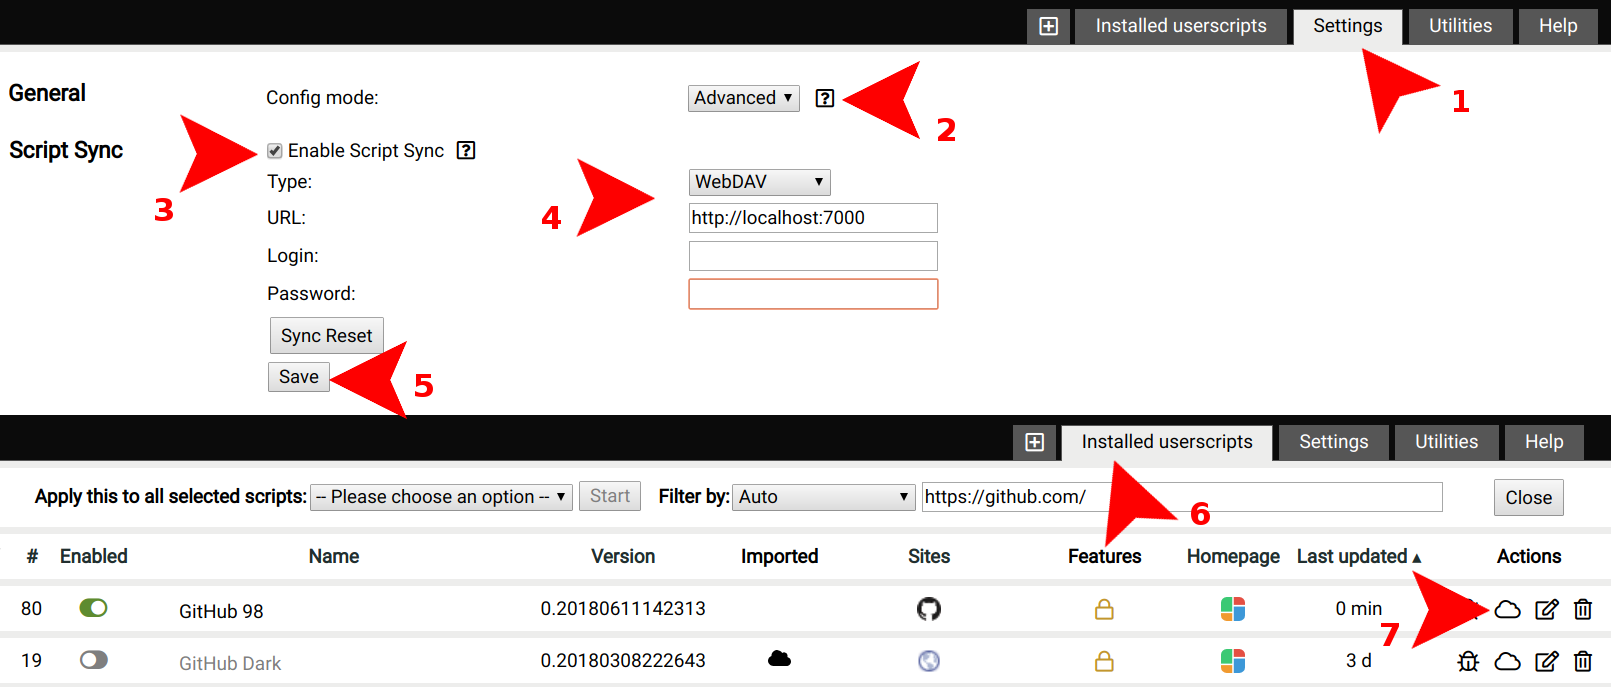 Installed userscripts Settings Utilities Help
General Config mode: Advanced ▼ ? 1
2
Script Sync Enable Script Sync ?
3 Type: WebDAV ▼
4 URL: http://localhost:7000
Login:
Password:
Sync Reset
Save 5
Installed userscripts Settings Utilities Help
Apply this to all selected scripts: -- Please choose an option -- ▼ Start Filter by: Auto ▼ https://github.com/ Close
6
# Enabled Name Version Imported Sites Features Homepage Last updated ▲ Actions
80 GitHub 98 0.20180611142313 0 min
7
19 GitHub Dark 0.20180308222643 3 d